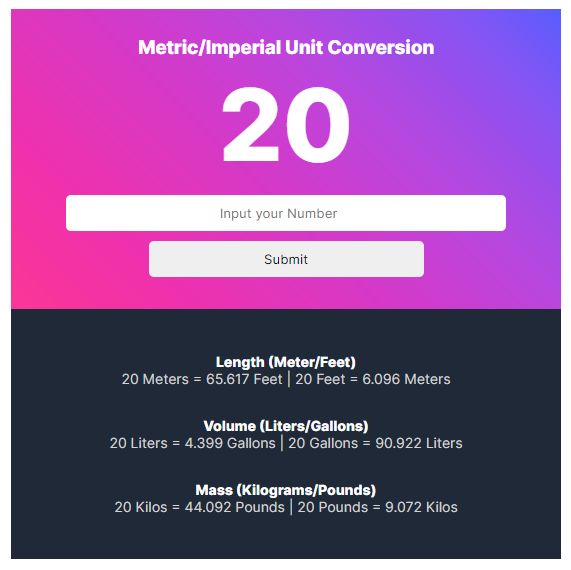 Metric/Imperial Unit Conversion
20
Input your Number
Submit
Length (Meter/Feet)
20 Meters = 65.617 Feet | 20 Feet = 6.096 Meters
Volume (Liters/Gallons)
20 Liters = 4.399 Gallons | 20 Gallons = 90.922 Liters
Mass (Kilograms/Pounds)
20 Kilos = 44.092 Pounds | 20 Pounds = 9.072 Kilos